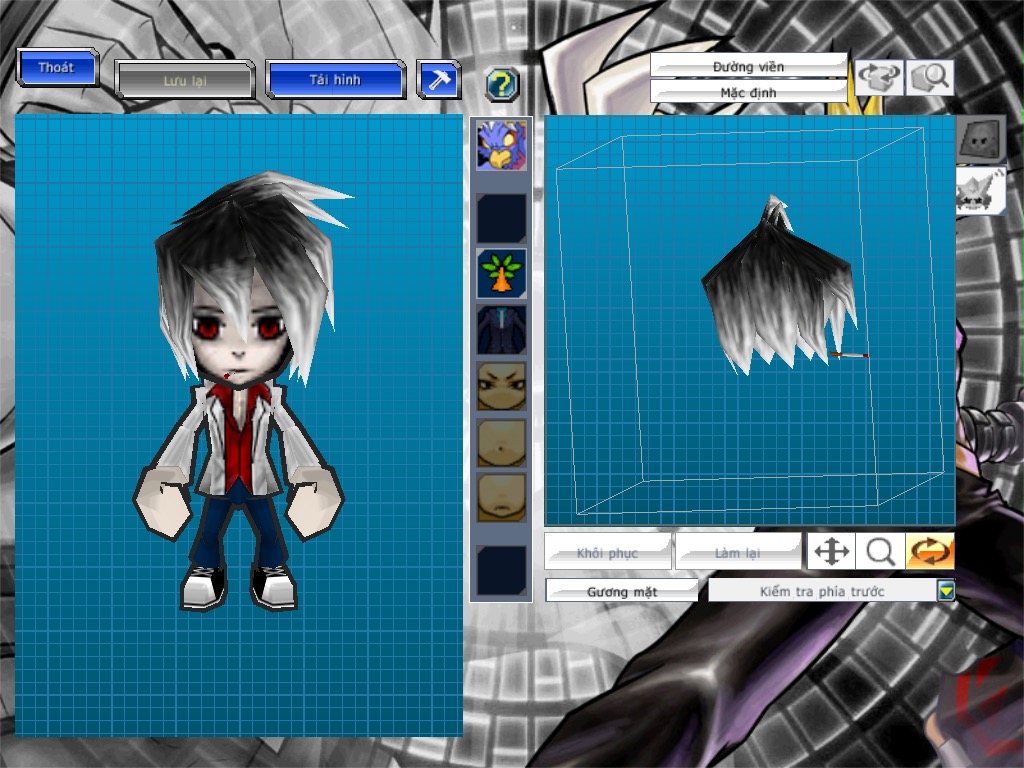 Thoát
Lưu lại
Tải hình
Đường viền
Mặc định
Khôi phục
Làm lại
Gương mặt
Kiểm tra phía trước